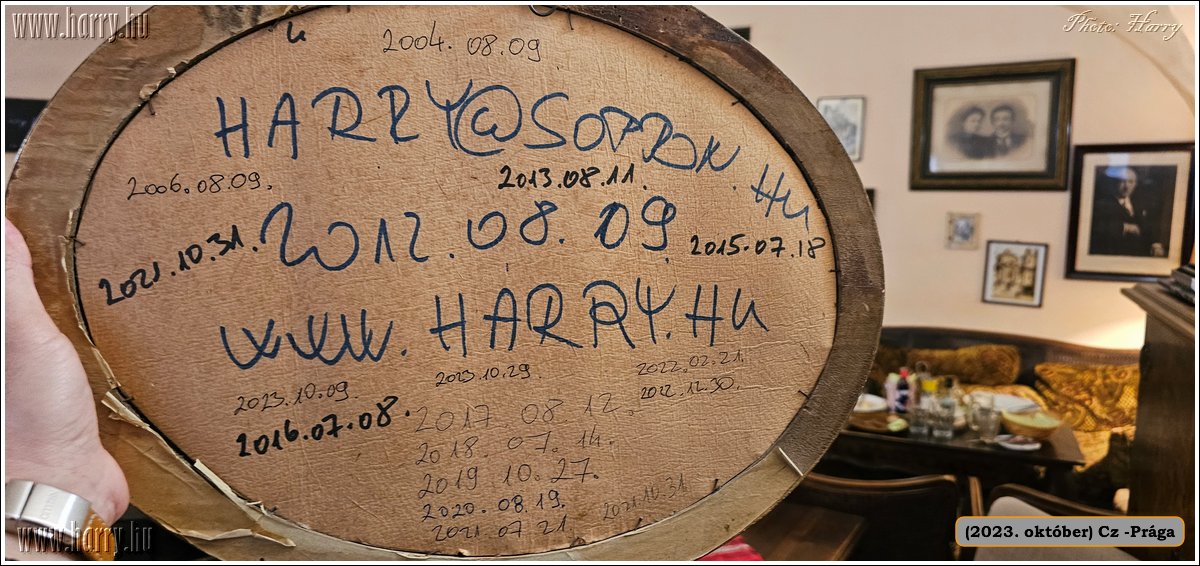 www.harry.hu
Photo: Harry
2004.08.09.
HARRY@SOPRON.HU
2006.08.09.
2013.08.11.
2012.08.09.
2021.10.31.
2015.07.18
www.HARRY.HU
2023.10.09.
2023.10.29.
2022.02.21.
2022.12.30.
2016.07.08.
2017 08.12.
2018.07.14.
2019 10.27.
2020.08.19.
2021.07 21.
2021.10.31.
www.harry.hu
(2023. október) Cz -Prága